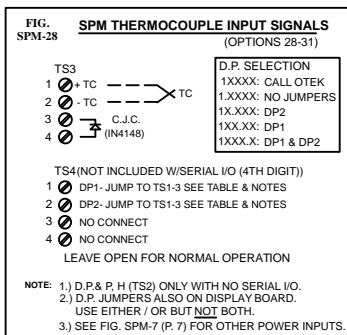 FIG. SPM-28
SPM THERMOCOUPLE INPUT SIGNALS
(OPTIONS 28-31)
TS3
1 + TC
2 - TC
TC
3 C.J.C.
4 (IN4148)
D.P. SELECTION
1XXXX: CALL OTEK
1.XXXX: NO JUMPERS
1X.XXX: DP2
1XX.XX: DP1
1XXX.X: DP1 & DP2
TS4(NOT INCLUDED W/SERIAL I/O (4TH DIGIT))
1 DP1- JUMP TO TS1-3 SEE TABLE & NOTES
2 DP2- JUMP TO TS1-3 SEE TABLE & NOTES
3 NO CONNECT
4 NO CONNECT
LEAVE OPEN FOR NORMAL OPERATION
NOTE: 1.) D.P.& P, H (TS2) ONLY WITH NO SERIAL I/O.
2.) D.P. JUMPERS ALSO ON DISPLAY BOARD.
USE EITHER / OR BUT NOT BOTH.
3.) SEE FIG. SPM-7 (P. 7) FOR OTHER POWER INPUTS.